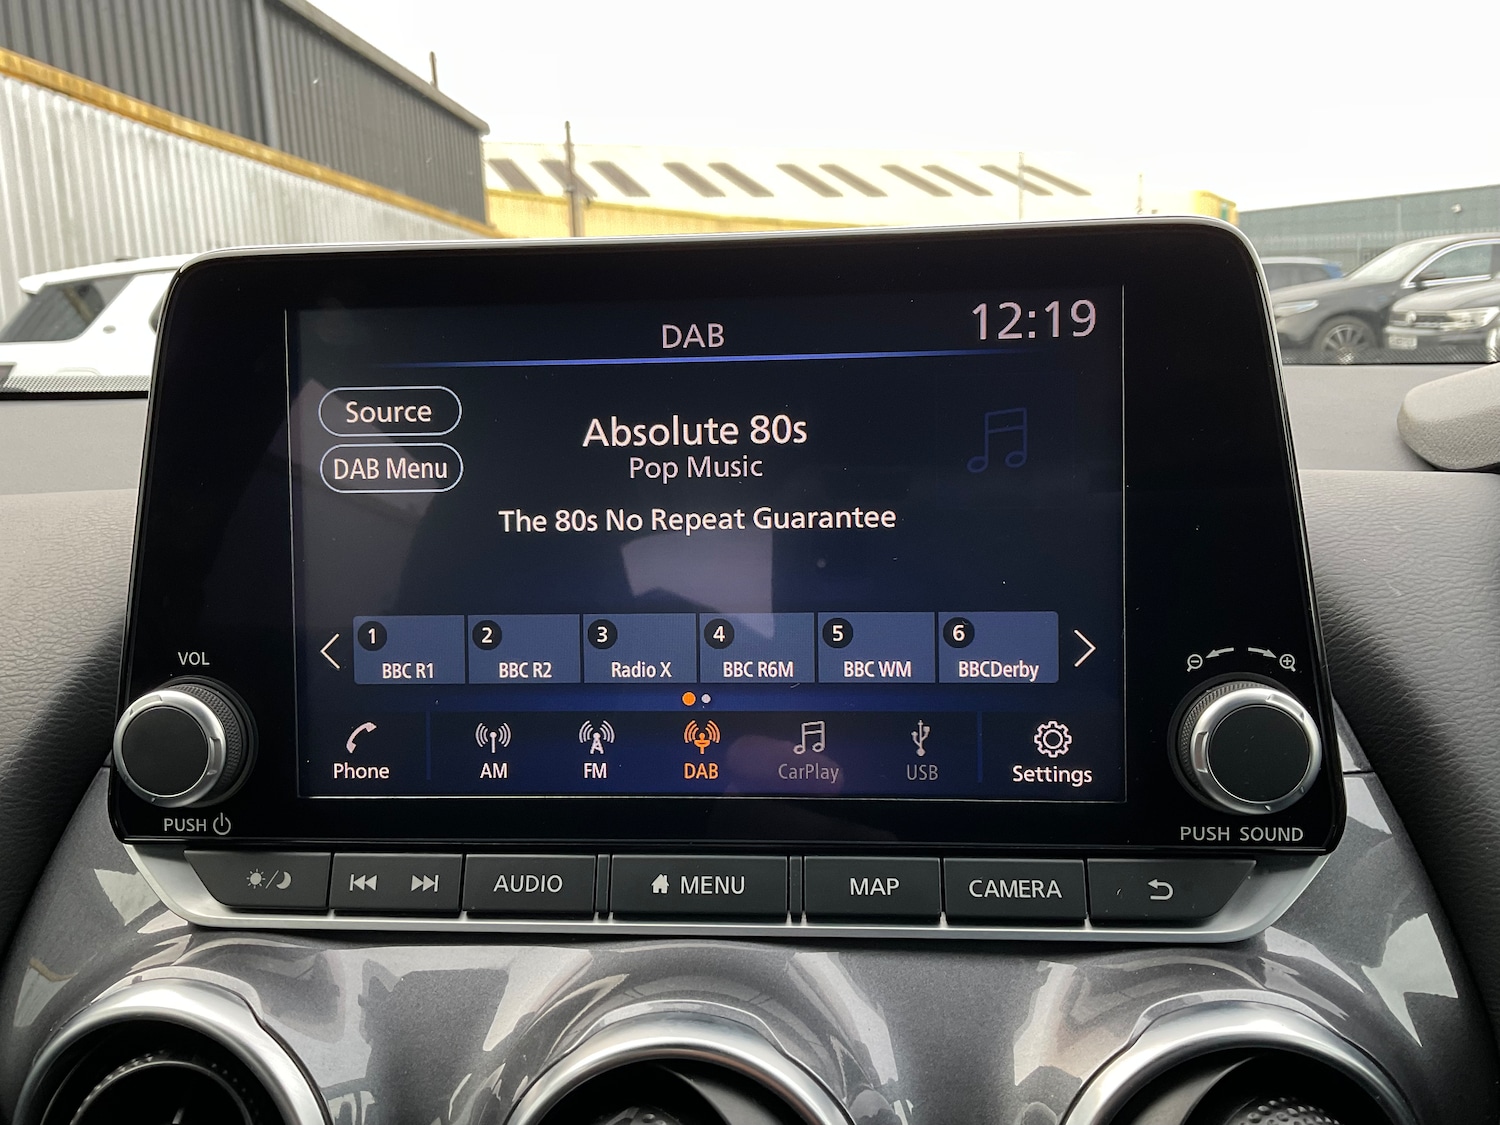 DAB
12:19
Source
Absolute 80s
DAB Menu
Pop Music
The 80s No Repeat Guarantee
1 BBC R1
2 BBC R2
3 Radio X
4 BBC R6M
5 BBC WM
6 BBCDerby
Phone
AM
FM
DAB
CarPlay
USB
Settings
VOL
PUSH
PUSH SOUND
AUDIO
MENU
MAP
CAMERA